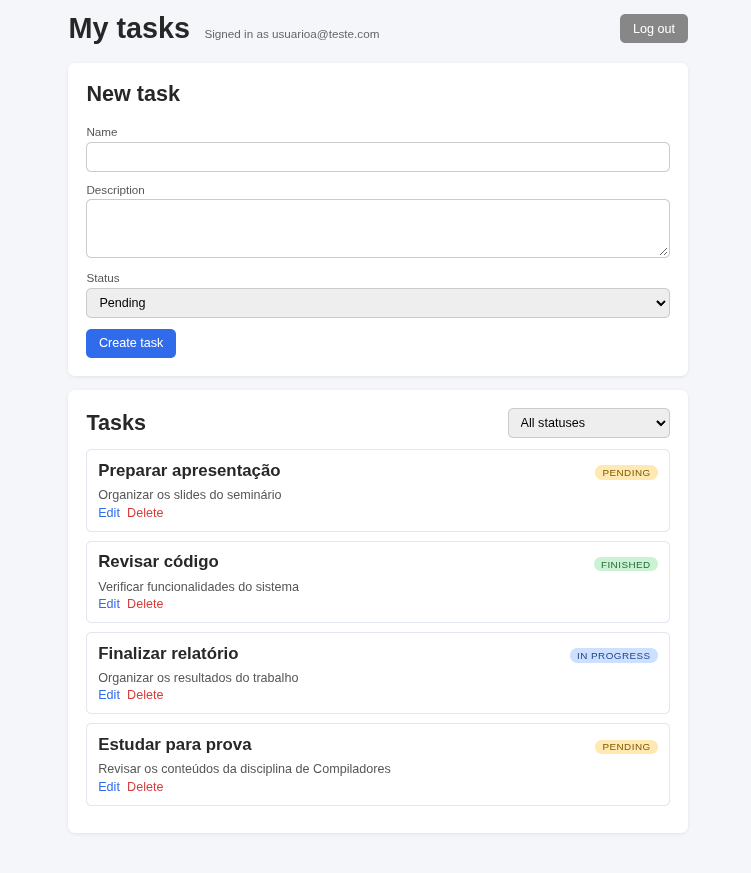 My tasks Signed in as usuarioa@teste.com Log out
New task
Name
Description
Status
Pending
Create task
Tasks All statuses
Preparar apresentação PENDING
Organizar os slides do seminário
Edit Delete
Revisar código FINISHED
Verificar funcionalidades do sistema
Edit Delete
Finalizar relatório IN PROGRESS
Organizar os resultados do trabalho
Edit Delete
Estudar para prova PENDING
Revisar os conteúdos da disciplina de Compiladores
Edit Delete